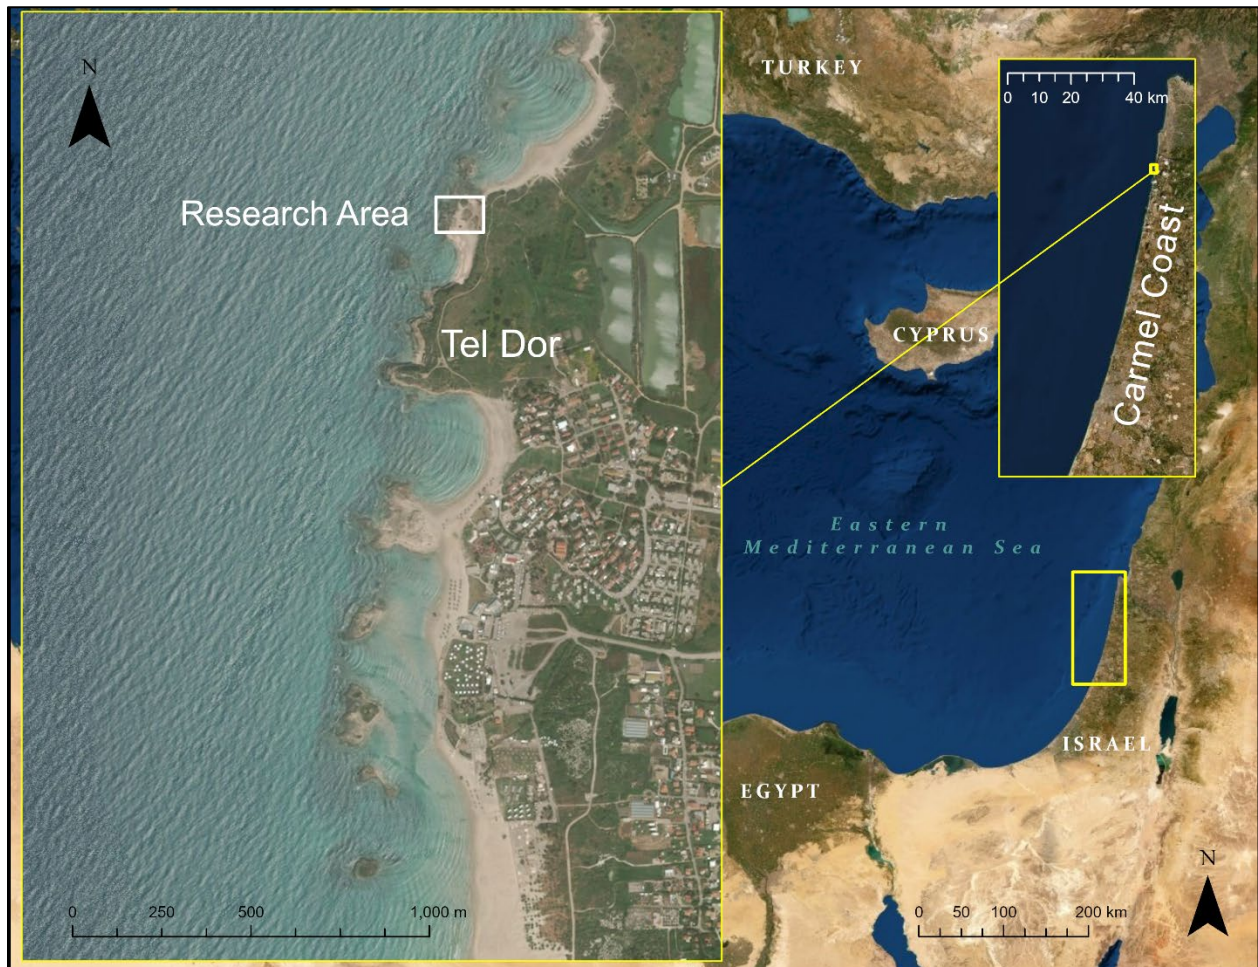 N
Research Area
Tel Dor
0 250 500 1,000 m
TURKEY
0 10 20 40 km
Carmel Coast
CYPRUS
Eastern
Mediterranean Sea
ISRAEL
EGYPT
N
0 50 100 200 km